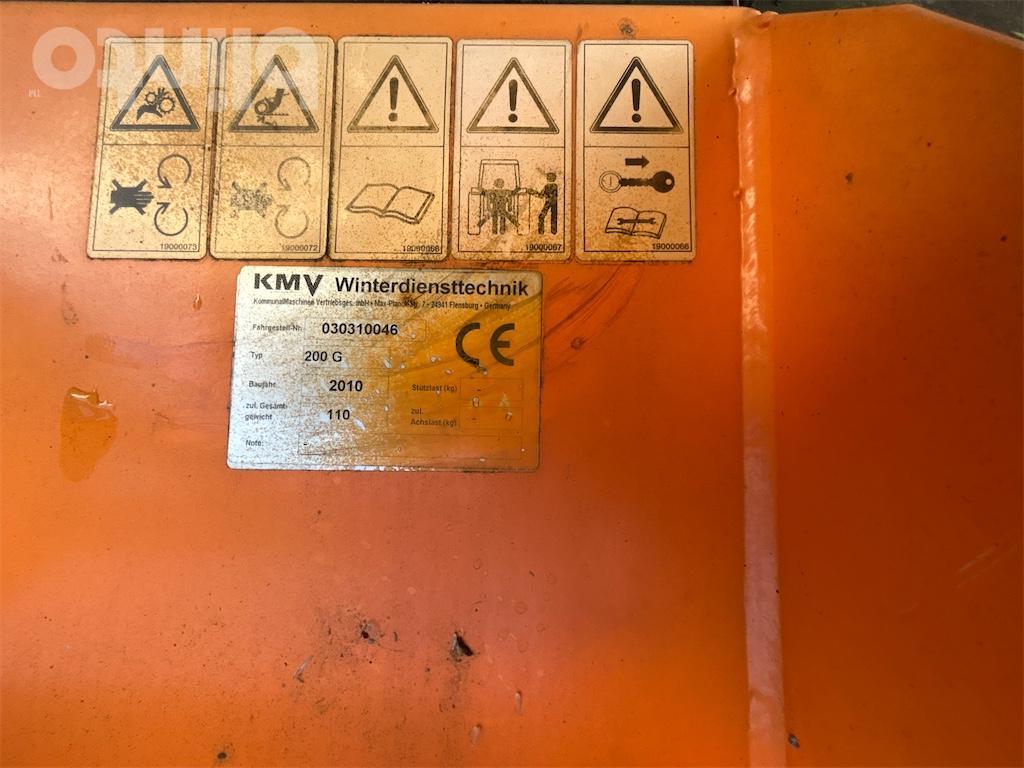 19000073
19000072
19000068
19000067
19000066
KMV Winterdiensttechnik
KommunalMaschinen Vertriebsges. mbH • Max-Planck-Str. 7 • 24941 Flensburg • Germany
Fahrgestell-Nr. 030310046
CE
Typ 200 G
Baujahr 2010 Stützlast (kg) -
zul. Gesamt-
gewicht 110
zul.
Achslast (kg) -
Note: -